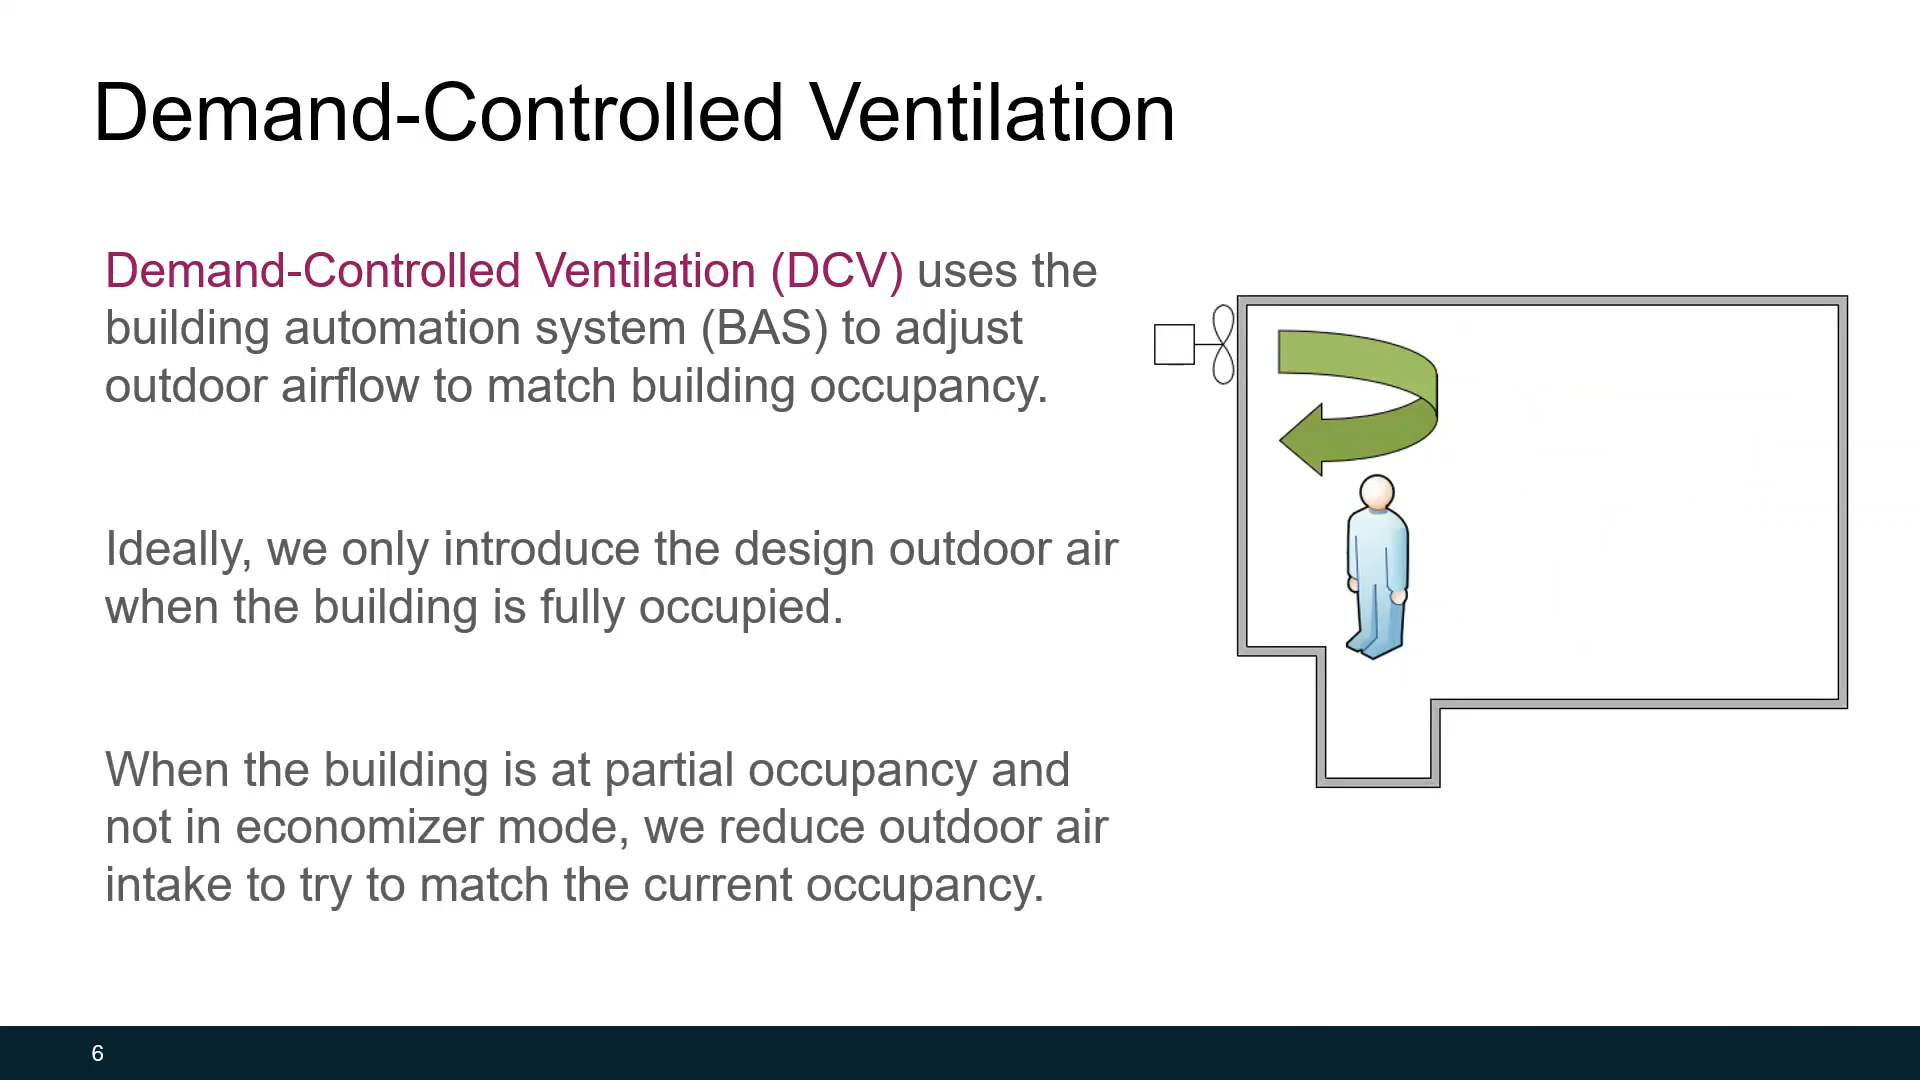 Demand-Controlled Ventilation
Demand-Controlled Ventilation (DCV) uses the
building automation system (BAS) to adjust
outdoor airflow to match building occupancy.
Ideally, we only introduce the design outdoor air
when the building is fully occupied.
When the building is at partial occupancy and
not in economizer mode, we reduce outdoor air
intake to try to match the current occupancy.
6